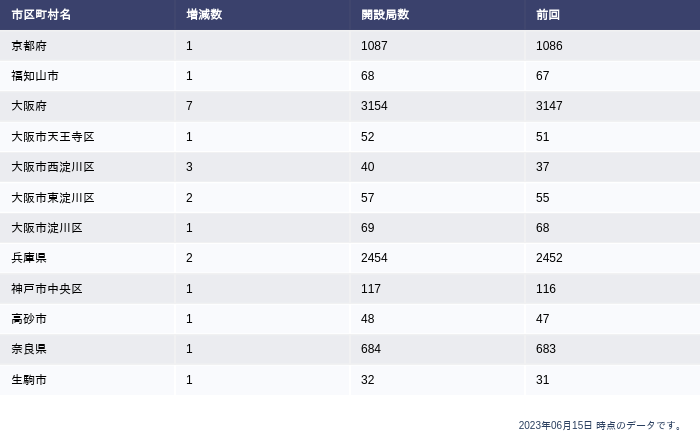 市区町村名 増減数 開設局数 前回
京都府 1 1087 1086
福知山市 1 68 67
大阪府 7 3154 3147
大阪市天王寺区 1 52 51
大阪市西淀川区 3 40 37
大阪市東淀川区 2 57 55
大阪市淀川区 1 69 68
兵庫県 2 2454 2452
神戸市中央区 1 117 116
高砂市 1 48 47
奈良県 1 684 683
生駒市 1 32 31
2023年06月15日 時点のデータです。